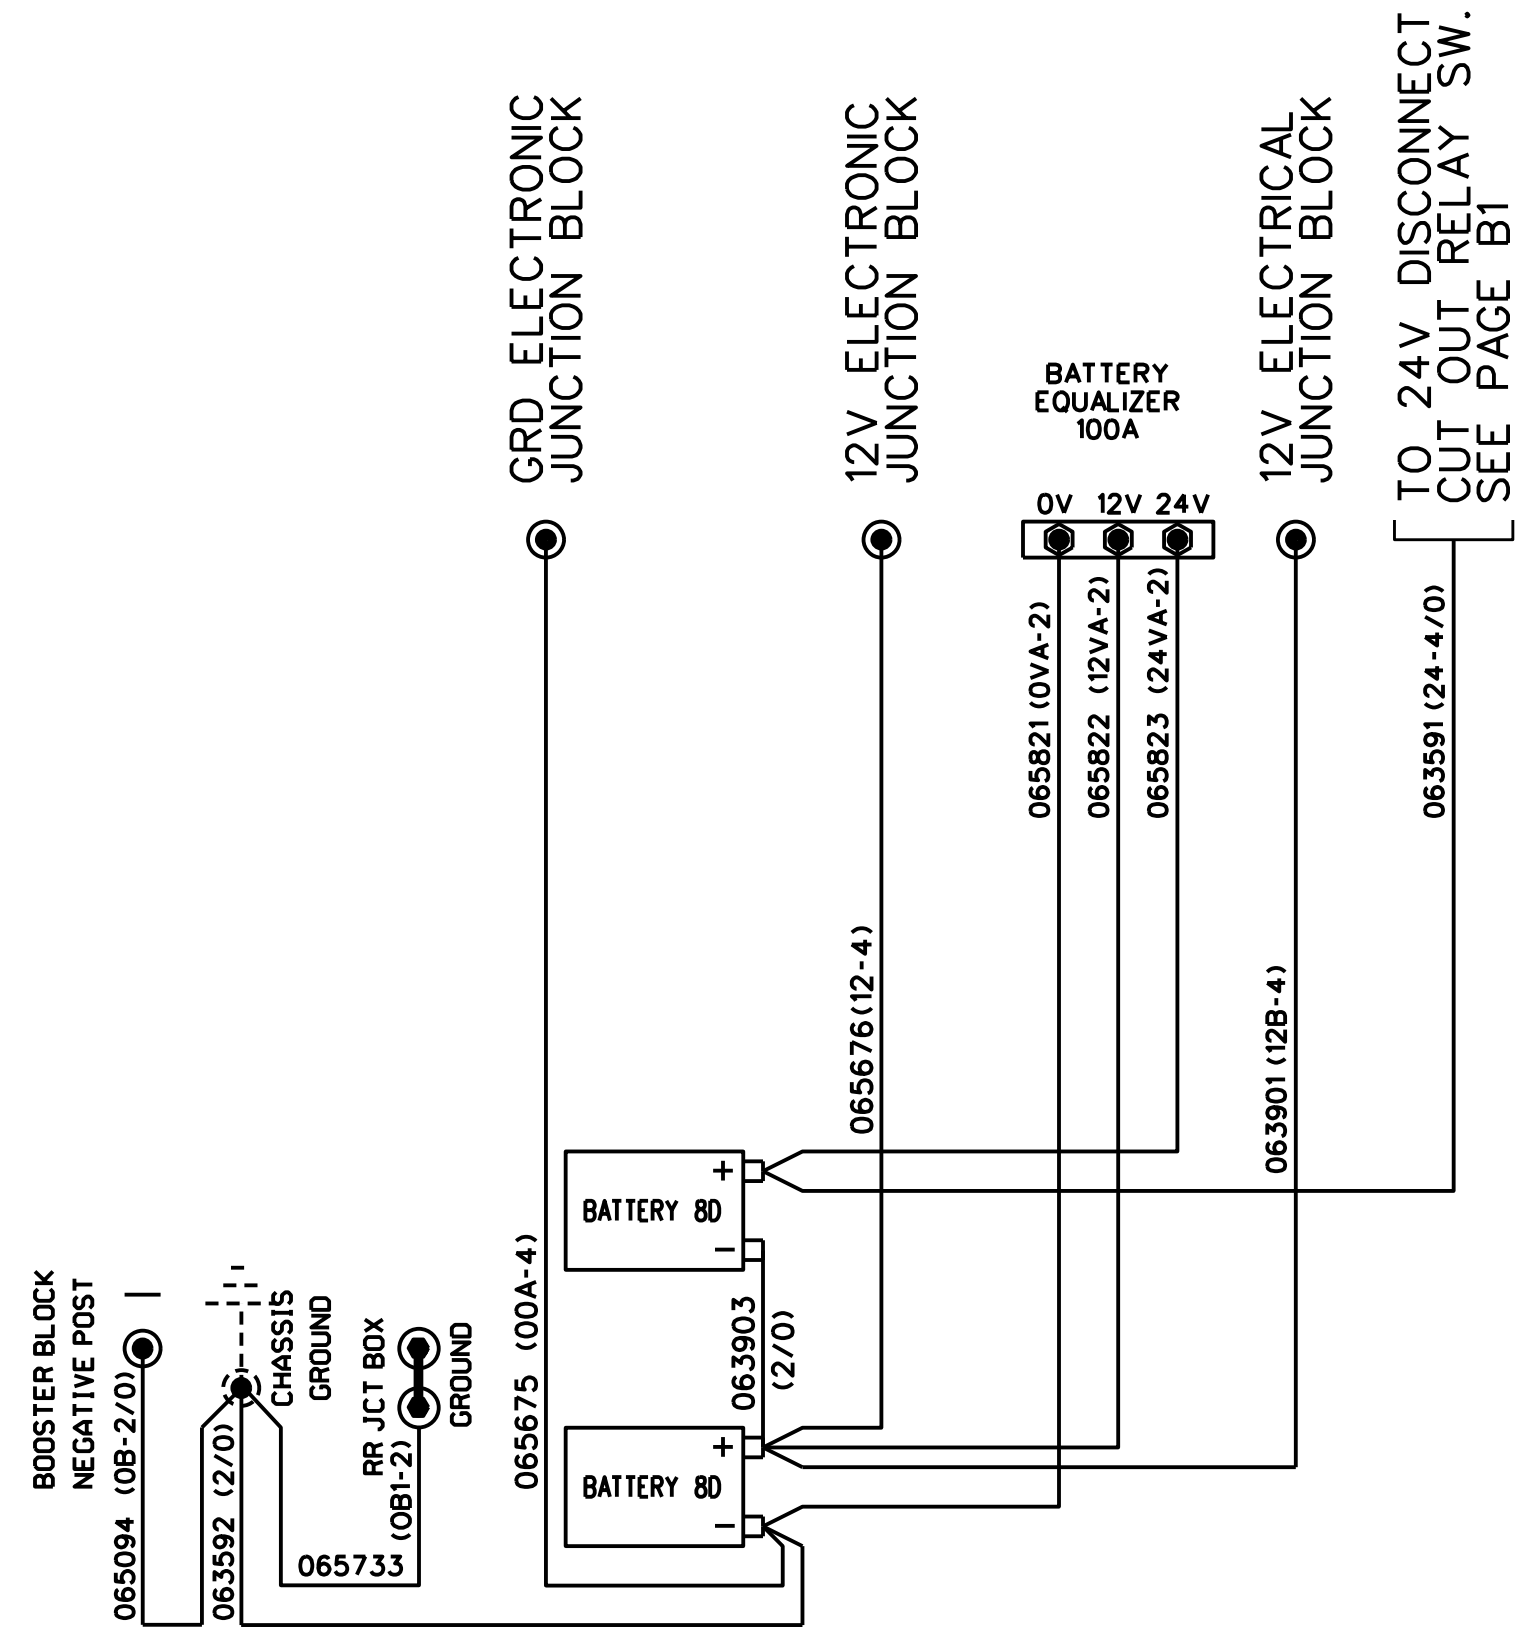 GRD ELECTRONIC
JUNCTION BLOCK
12V ELECTRONIC
JUNCTION BLOCK
BATTERY
EQUALIZER
100A
0V 12V 24V
12V ELECTRICAL
JUNCTION BLOCK
TO 24V DISCONNECT
CUT OUT RELAY SW.
SEE PAGE B1
065821 (0VA-2)
065822 (12VA-2)
065823 (24VA-2)
063591 (24-4/0)
065676 (12-4)
063901 (12B-4)
BATTERY 8D
+
−
065675 (00A-4)
063903
(2/0)
BATTERY 8D
+
−
BOOSTER BLOCK
NEGATIVE POST
−
065094 (0B-2/0)
CHASSIS
GROUND
063592 (2/0)
RR JCT BOX
GROUND
(0B1-2)
065733